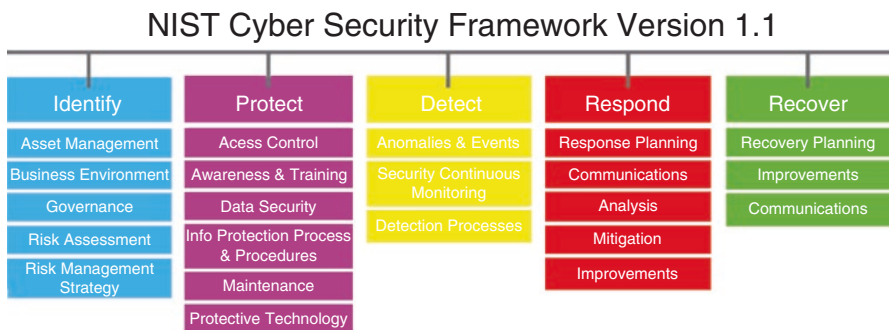 NIST Cyber Security Framework Version 1.1
Identify
Asset Management
Business Environment
Governance
Risk Assessment
Risk Management
Strategy
Protect
Acess Control
Awareness & Training
Data Security
Info Protection Process
& Procedures
Maintenance
Protective Technology
Detect
Anomalies & Events
Security Continuous
Monitoring
Detection Processes
Respond
Response Planning
Communications
Analysis
Mitigation
Improvements
Recover
Recovery Planning
Improvements
Communications